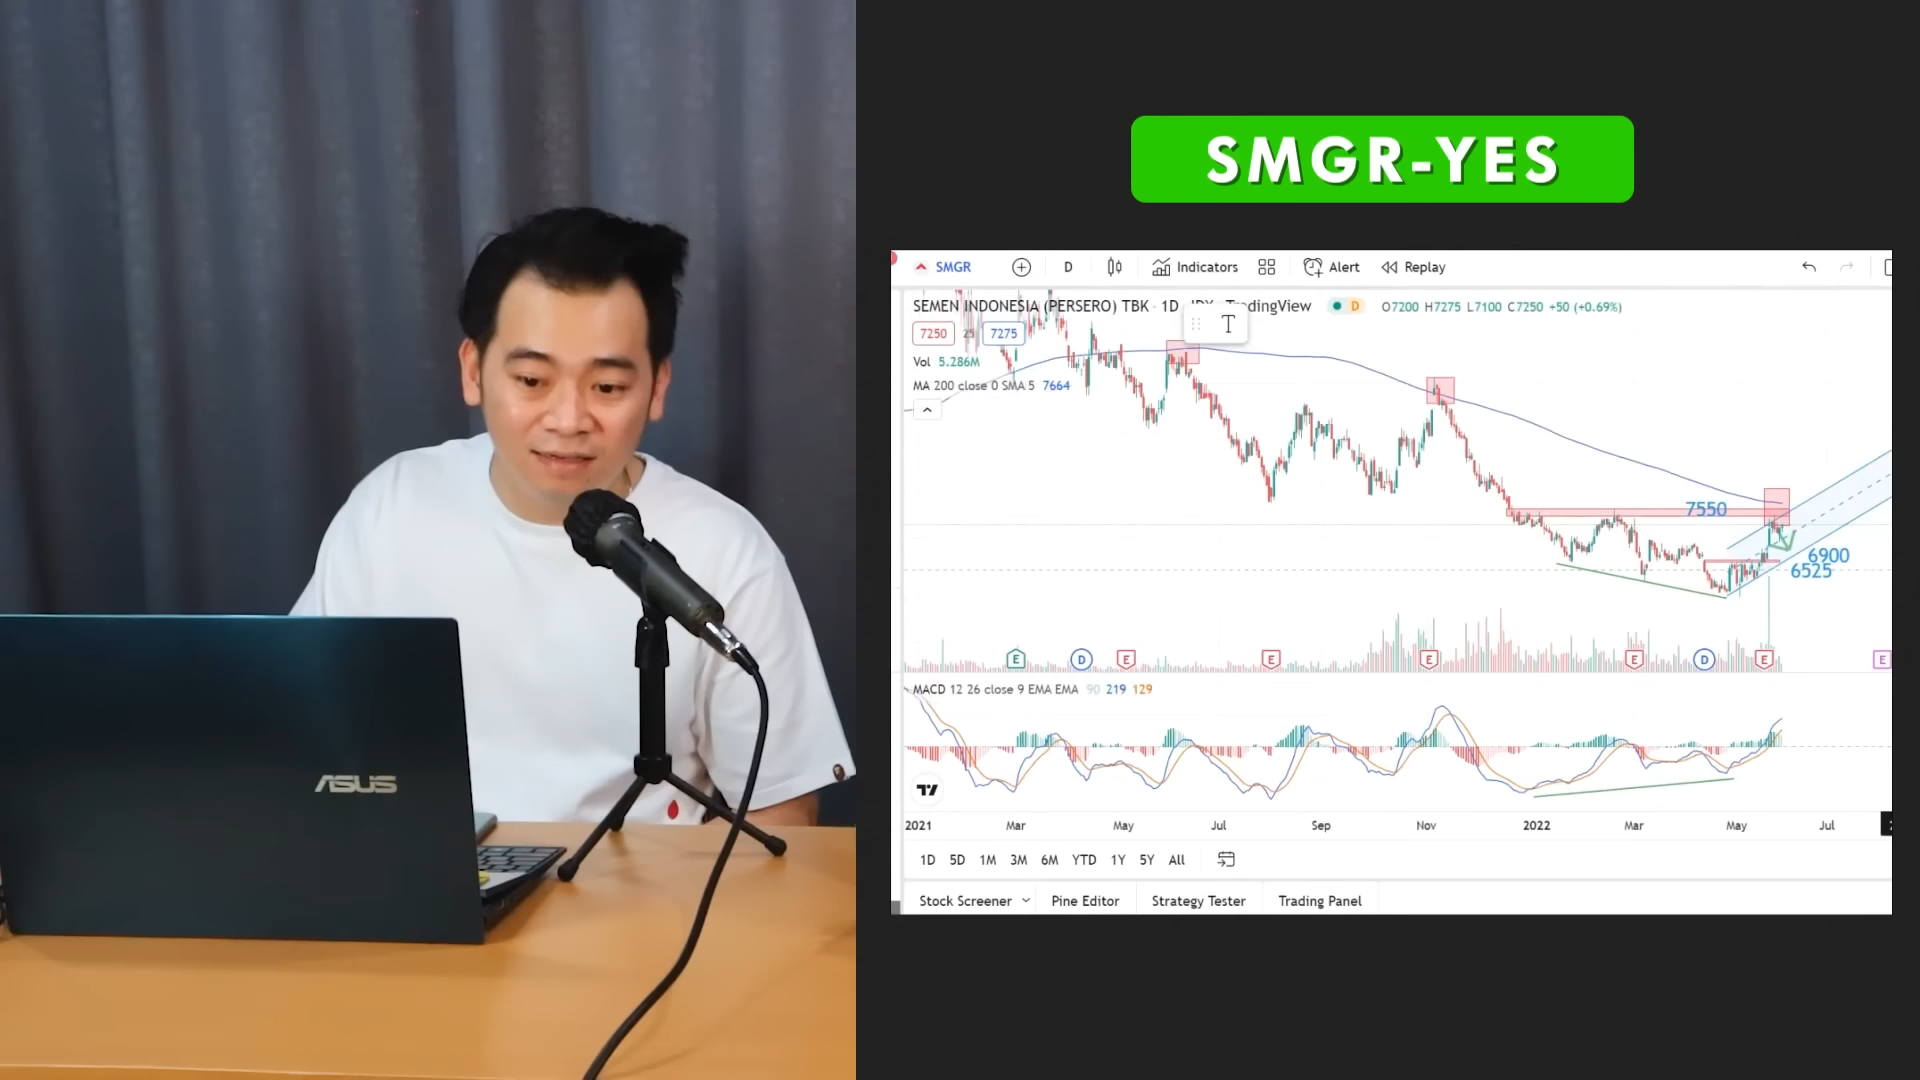 SMGR-YES
SMGR D Indicators Alert Replay
SEMEN INDONESIA (PERSERO) TBK · 1D TradingView D O7200 H7275 L7100 C7250 +50 (+0.69%)
T
7250 25 7275
Vol 5.286M
MA 200 close 0 SMA 5 7664
7550
6900
6525
E D E E E E D E E
MACD 12 26 close 9 EMA EMA 90 219 129
ASUS
2021 Mar May Jul Sep Nov 2022 Mar May Jul
1D 5D 1M 3M 6M YTD 1Y 5Y All
Stock Screener Pine Editor Strategy Tester Trading Panel